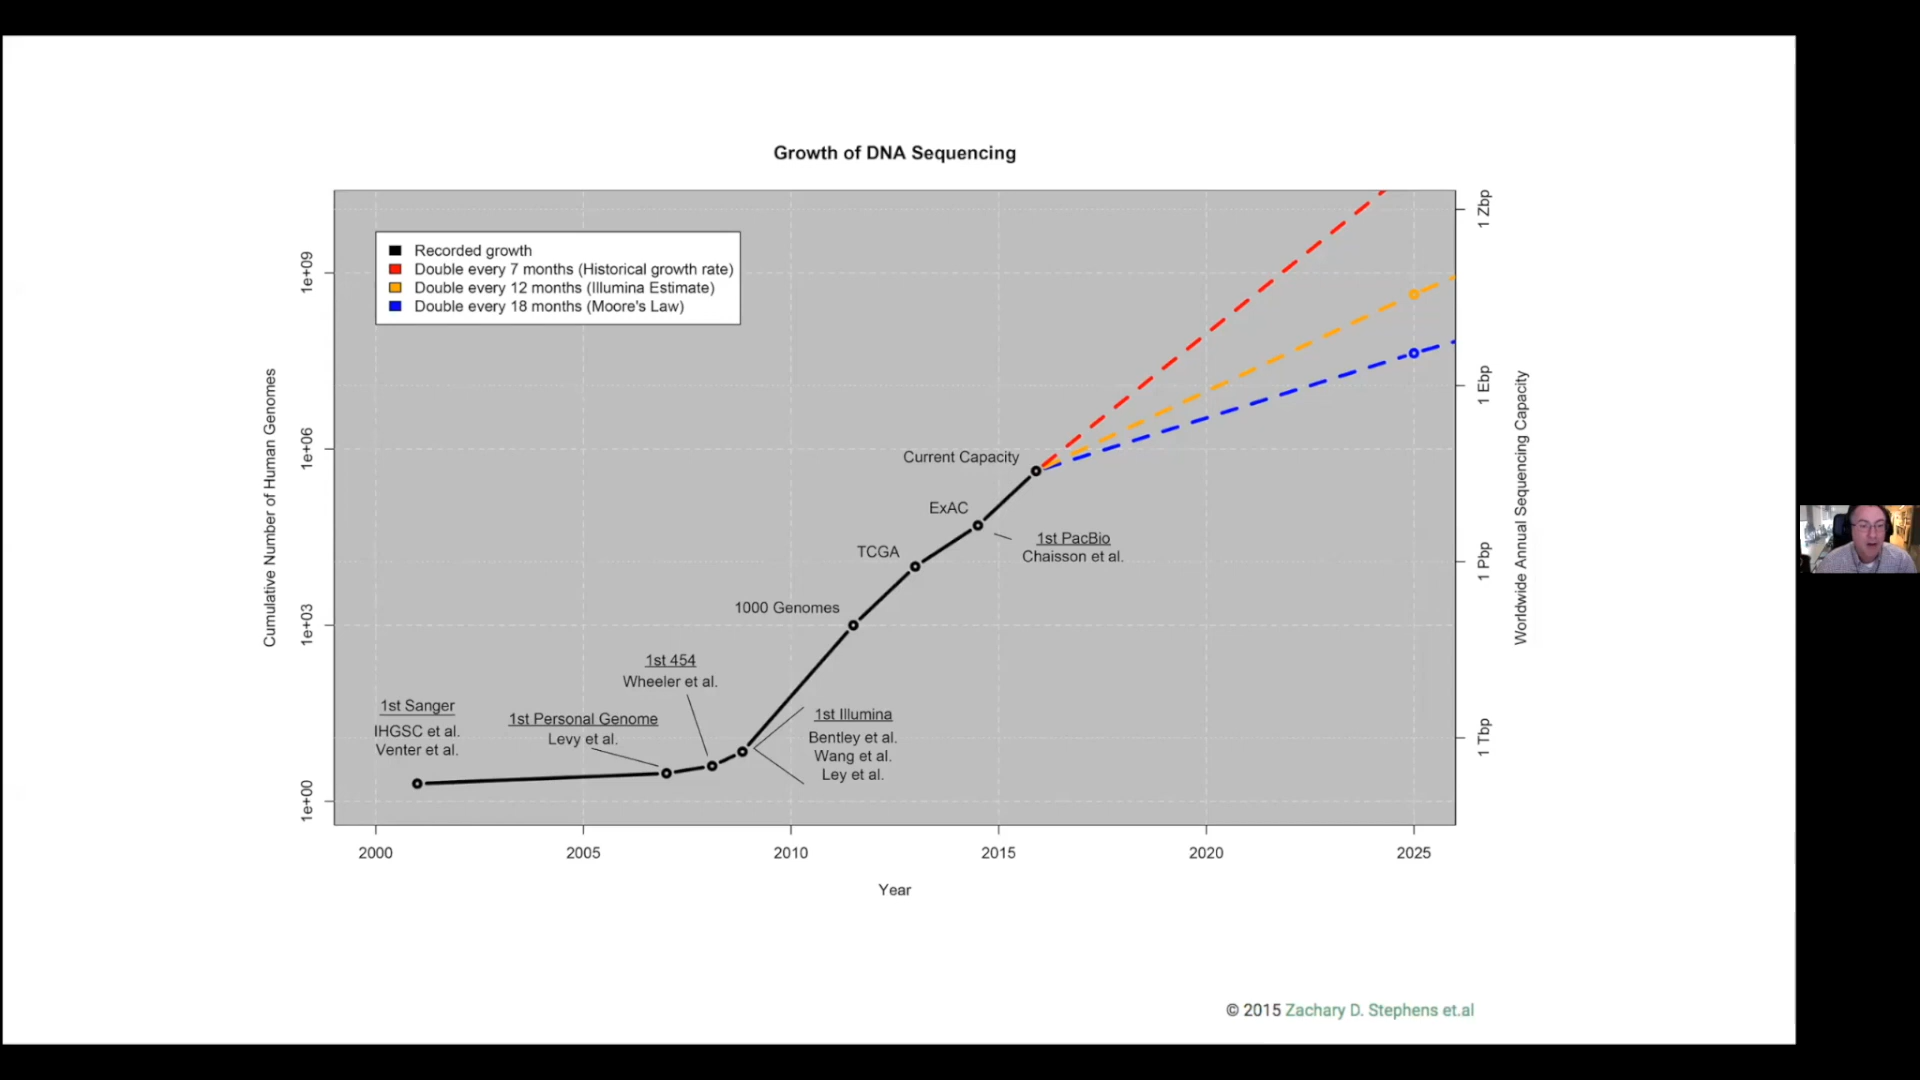 Growth of DNA Sequencing
Recorded growth
Double every 7 months (Historical growth rate)
Double every 12 months (Illumina Estimate)
Double every 18 months (Moore's Law)
Cumulative Number of Human Genomes
1e+09
1e+06
1e+03
1e+00
Current Capacity
ExAC
1st PacBio
Chaisson et al.
TCGA
1000 Genomes
1st 454
Wheeler et al.
1st Sanger
IHGSC et al.
Venter et al.
1st Personal Genome
Levy et al.
1st Illumina
Bentley et al.
Wang et al.
Ley et al.
1 Zbp
1 Ebp
1 Pbp
1 Tbp
Worldwide Annual Sequencing Capacity
2000
2005
2010
2015
2020
2025
Year
© 2015 Zachary D. Stephens et.al